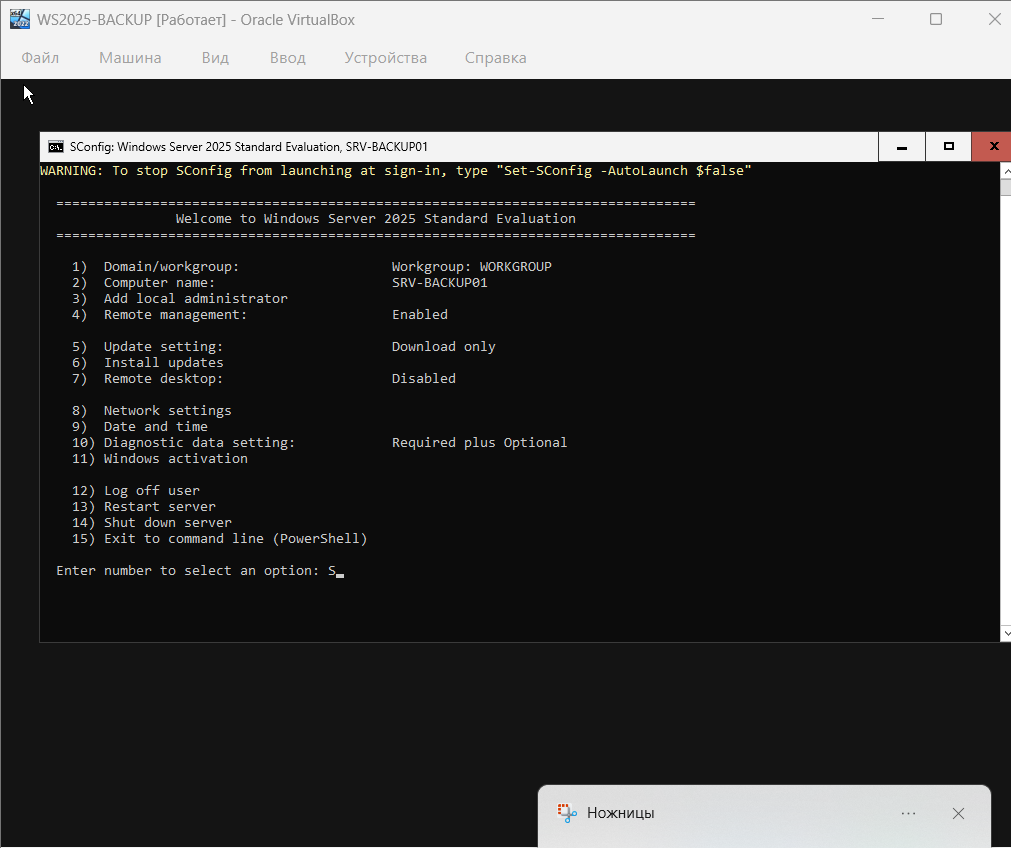 WS2025-BACKUP [Работает] - Oracle VirtualBox
Файл Машина Вид Ввод Устройства Справка
SConfig: Windows Server 2025 Standard Evaluation, SRV-BACKUP01
WARNING: To stop SConfig from launching at sign-in, type "Set-SConfig -AutoLaunch $false"
================================================================================
Welcome to Windows Server 2025 Standard Evaluation
================================================================================
1) Domain/workgroup: Workgroup: WORKGROUP
2) Computer name: SRV-BACKUP01
3) Add local administrator
4) Remote management: Enabled
5) Update setting: Download only
6) Install updates
7) Remote desktop: Disabled
8) Network settings
9) Date and time
10) Diagnostic data setting: Required plus Optional
11) Windows activation
12) Log off user
13) Restart server
14) Shut down server
15) Exit to command line (PowerShell)
Enter number to select an option: S_
Ножницы